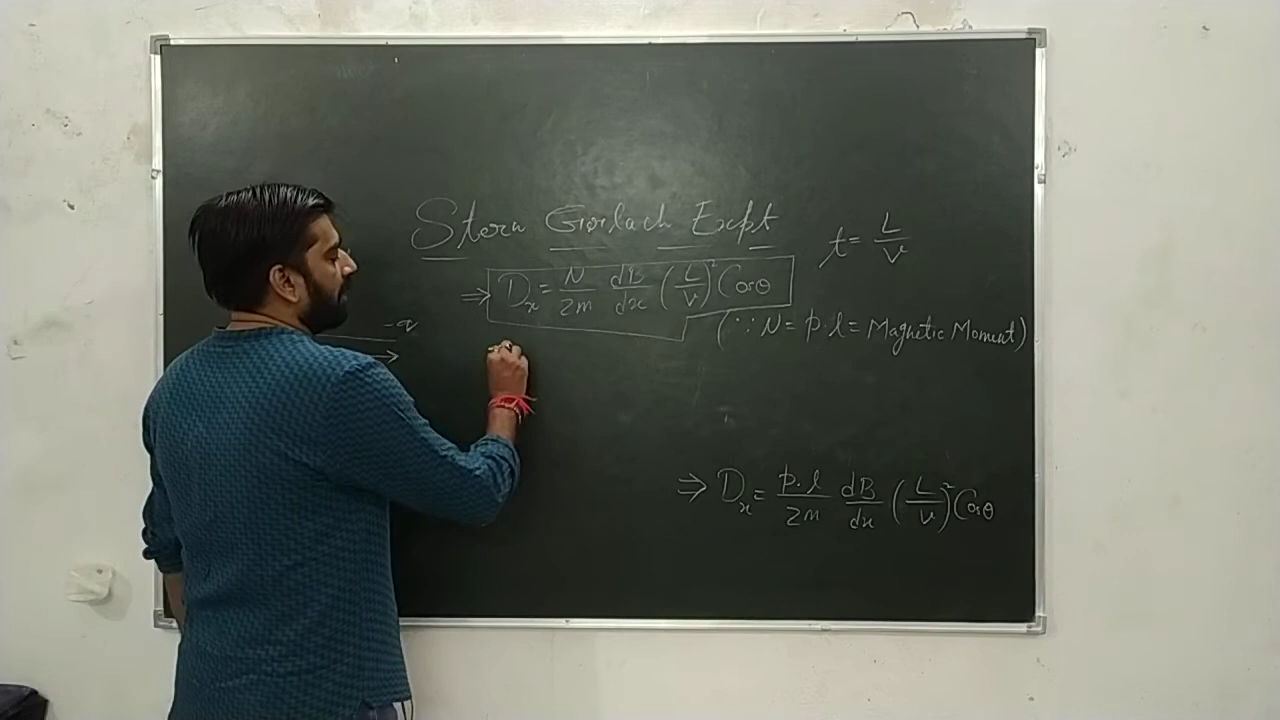 Stern Gerlach Expt
t = L/v
⇒ Dx = N/2m dB/dx (L/v)² Cosθ
(∵ N = p.l = Magnetic Moment)
⇒ Dx = p.l/2m dB/dx (L/v)² Cosθ